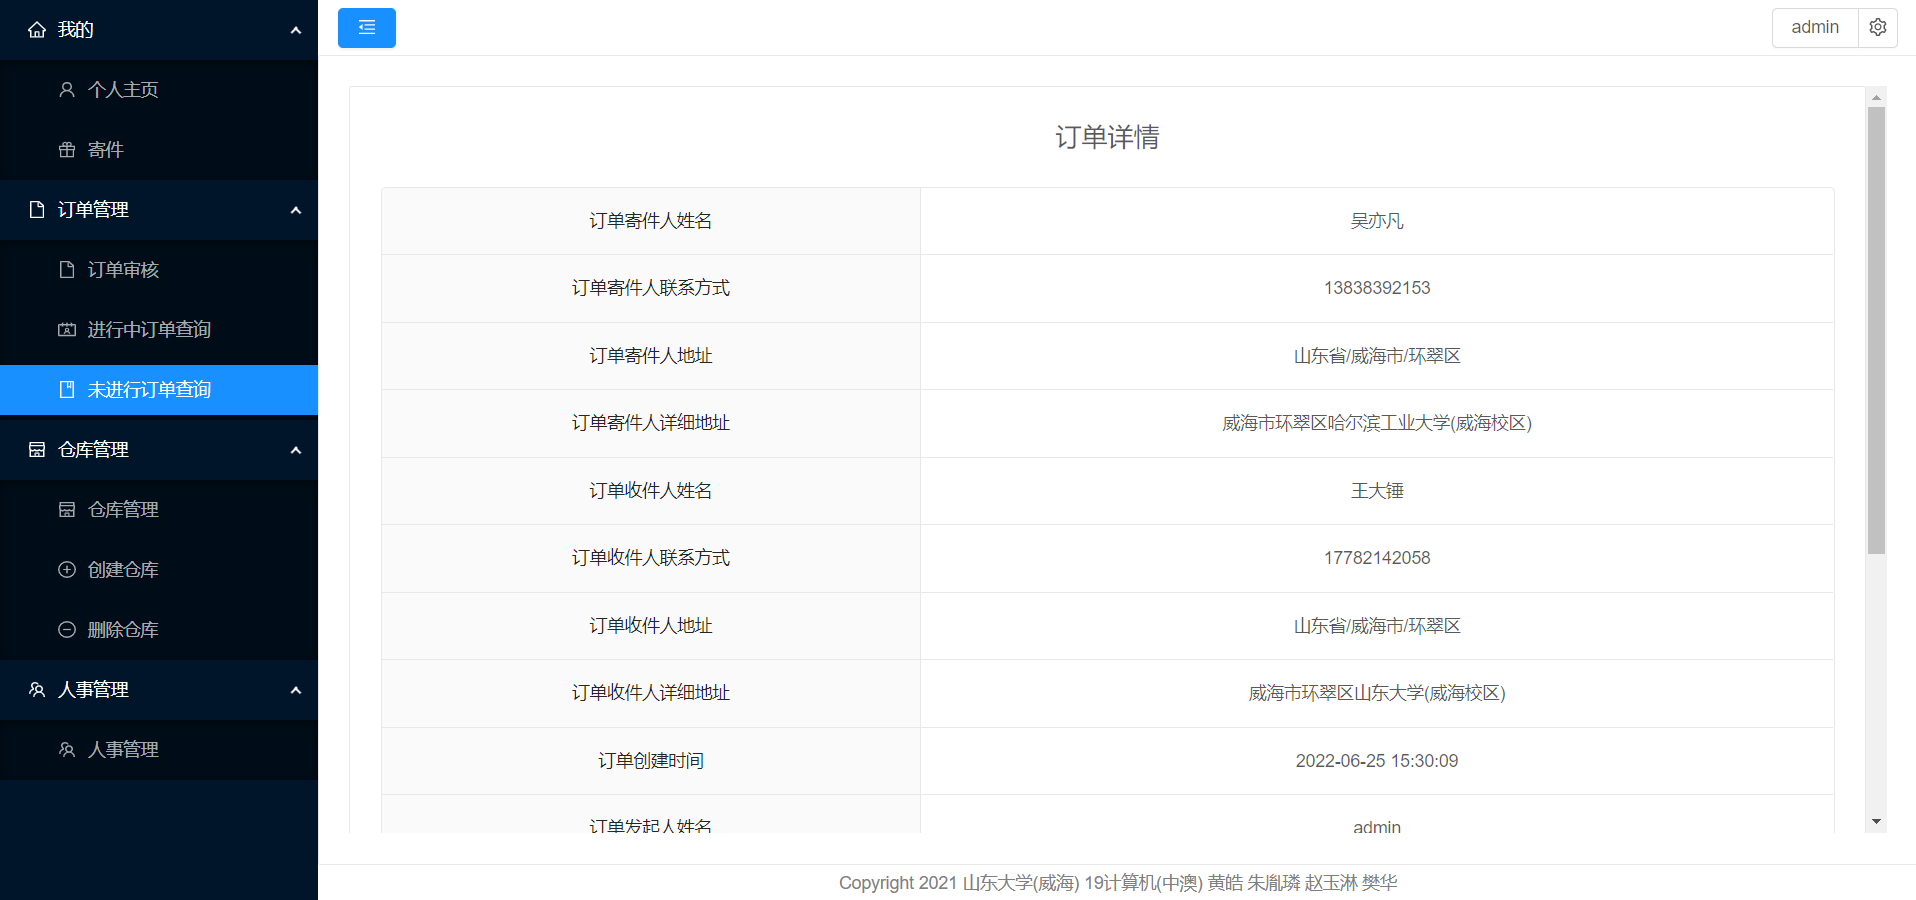 我的
个人主页
寄件
订单管理
订单审核
进行中订单查询
未进行订单查询
仓库管理
仓库管理
创建仓库
删除仓库
人事管理
人事管理
admin
订单详情
订单寄件人姓名 吴亦凡
订单寄件人联系方式 13838392153
订单寄件人地址 山东省/威海市/环翠区
订单寄件人详细地址 威海市环翠区哈尔滨工业大学(威海校区)
订单收件人姓名 王大锤
订单收件人联系方式 17782142058
订单收件人地址 山东省/威海市/环翠区
订单收件人详细地址 威海市环翠区山东大学(威海校区)
订单创建时间 2022-06-25 15:30:09
订单发起人姓名 admin
Copyright 2021 山东大学(威海) 19计算机(中澳) 黄皓 朱胤璘 赵玉淋 樊华